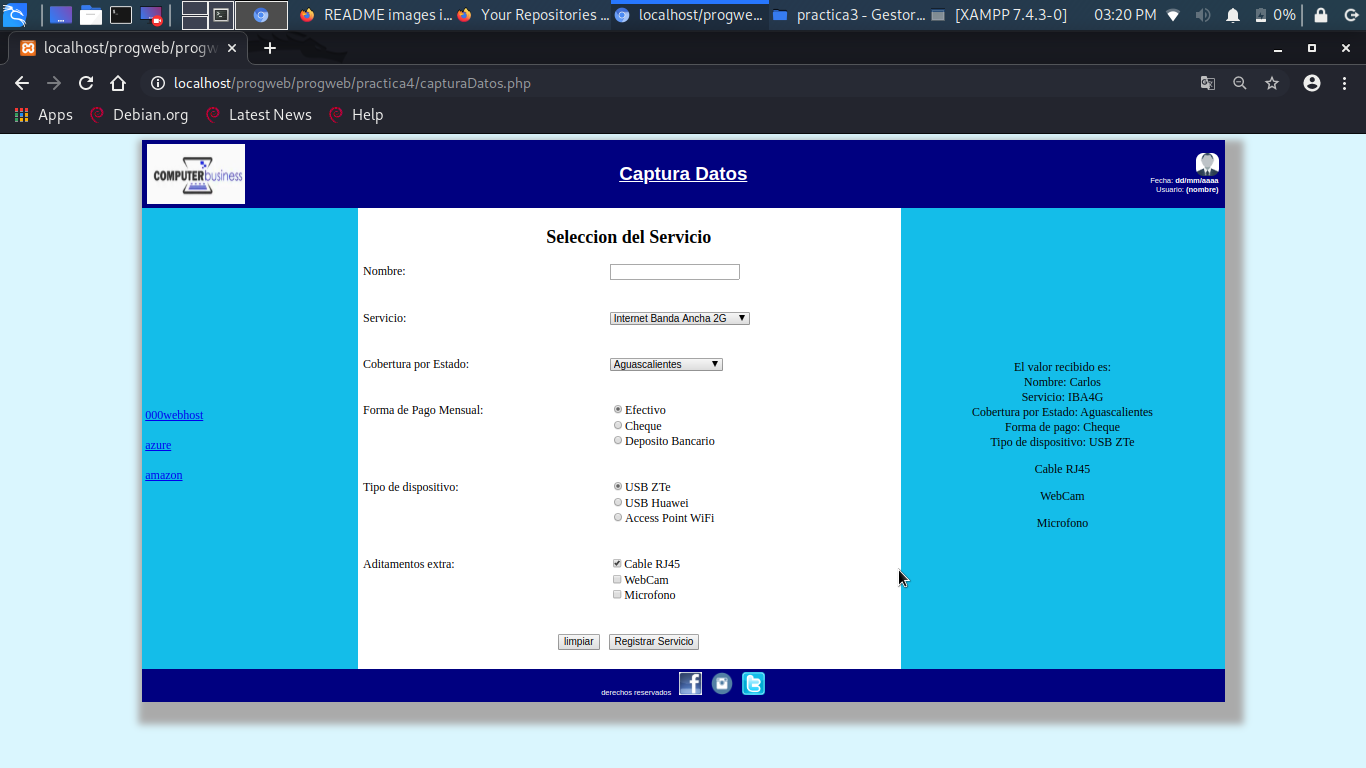 README images i...
Your Repositories ...
localhost/progwe...
practica3 - Gestor...
[XAMPP 7.4.3-0]
03:20 PM
0%
localhost/progweb/progw
localhost/progweb/progweb/practica4/capturaDatos.php
Apps
Debian.org
Latest News
Help
COMPUTERbusiness
Captura Datos
Fecha: dd/mm/aaaa
Usuario: (nombre)
000webhost
azure
amazon
Seleccion del Servicio
Nombre:
Servicio: Internet Banda Ancha 2G
Cobertura por Estado: Aguascalientes
Forma de Pago Mensual: Efectivo
Cheque
Deposito Bancario
Tipo de dispositivo: USB ZTe
USB Huawei
Access Point WiFi
Aditamentos extra: Cable RJ45
WebCam
Microfono
limpiar Registrar Servicio
El valor recibido es:
Nombre: Carlos
Servicio: IBA4G
Cobertura por Estado: Aguascalientes
Forma de pago: Cheque
Tipo de dispositivo: USB ZTe
Cable RJ45
WebCam
Microfono
derechos reservados